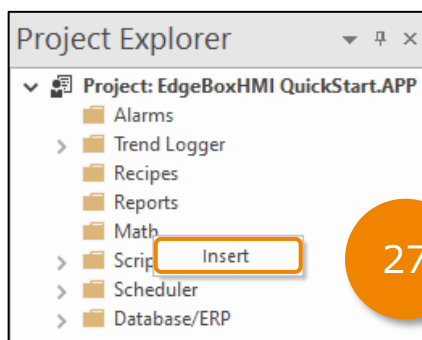 Project Explorer
Project: EdgeBoxHMI QuickStart.APP
Alarms
Trend Logger
Recipes
Reports
Math
Insert
Scrip
27
Scheduler
Database/ERP